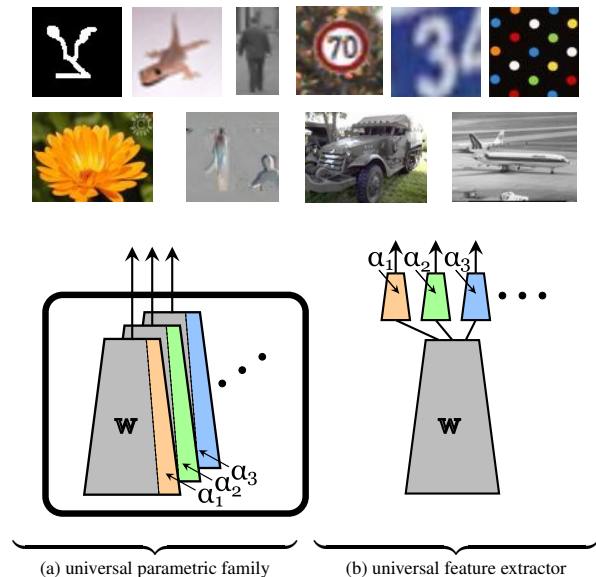 70
34
α1 α2 α3
w
α3
α2
α1
w
(a) universal parametric family
(b) universal feature extractor